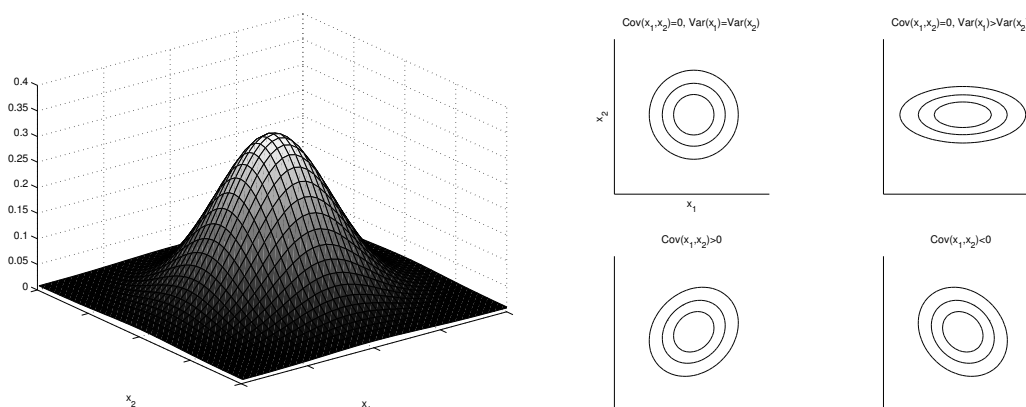 0.4
0.35
0.3
0.25
0.2
0.15
0.1
0.05
0
x₂
Cov(x₁,x₂)=0, Var(x₁)=Var(x₂)
x₂
x₁
Cov(x₁,x₂)=0, Var(x₁)>Var(x₂
Cov(x₁,x₂)>0
Cov(x₁,x₂)<0